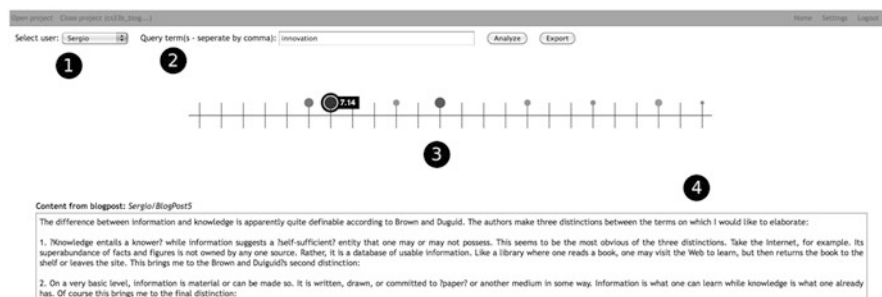 Open project Close project (cs33b_blog...) Home Settings Logout
Select user: Sergio Query term(s - seperate by comma): innovation Analyze Export
1 2
7.14
3
4
Content from blogpost: Sergio/BlogPost5
The difference between information and knowledge is apparently quite definable according to Brown and Duguid. The authors make three distinctions between the terms on which I would like to elaborate:
1. ?Knowledge entails a knower? while information suggests a ?self-sufficient? entity that one may or may not possess. This seems to be the most obvious of the three distinctions. Take the Internet, for example. Its
superabundance of facts and figures is not owned by any one source. Rather, it is a database of usable information. Like a library where one reads a book, one may visit the Web to learn, but then returns the book to the
shelf or leaves the site. This brings me to the Brown and Duiguid?s second distinction:
2. On a very basic level, information is material or can be made so. It is written, drawn, or committed to ?paper? or another medium in some way. Information is what one can learn while knowledge is what one already
has. Of course this brings me to the final distinction: